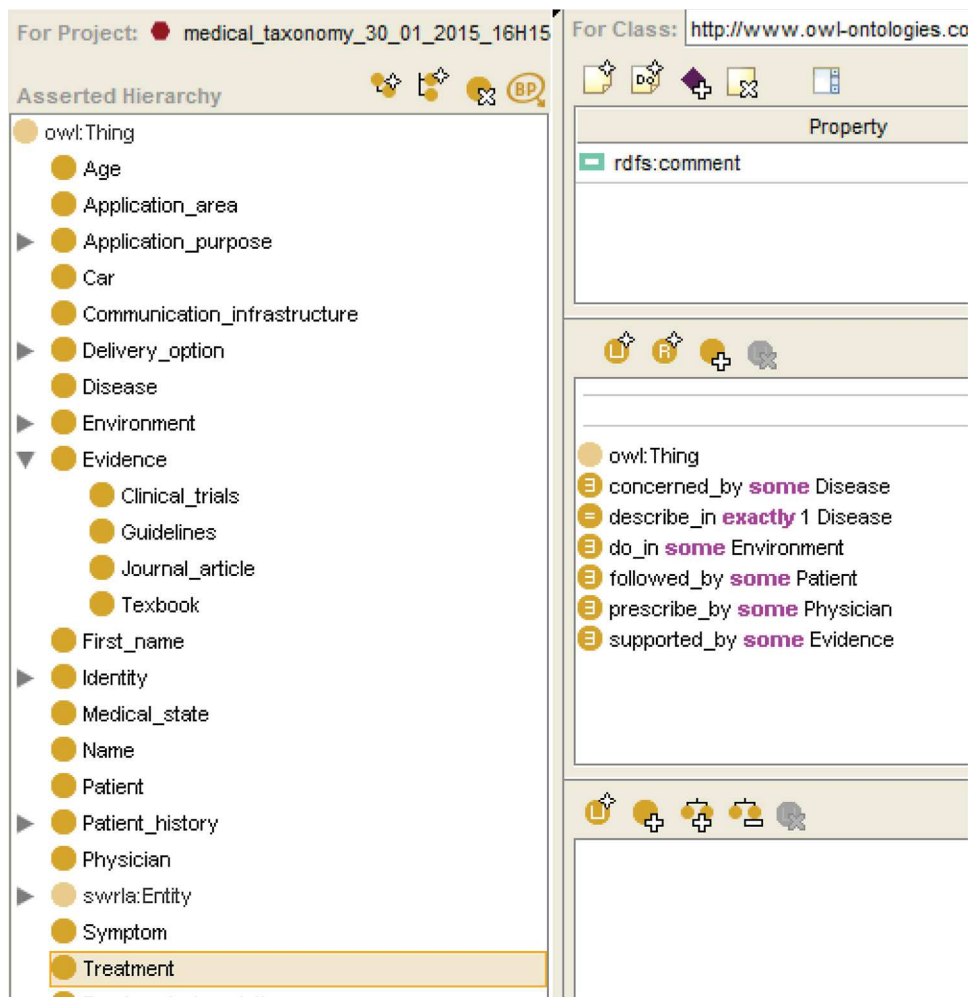 For Project: medical_taxonomy_30_01_2015_16H15
Asserted Hierarchy
BP
owl:Thing
Age
Application_area
Application_purpose
Car
Communication_infrastructure
Delivery_option
Disease
Environment
Evidence
Clinical_trials
Guidelines
Journal_article
Texbook
First_name
Identity
Medical_state
Name
Patient
Patient_history
Physician
swrla:Entity
Symptom
Treatment
For Class: http://www.owl-ontologies.co
Property
rdfs:comment
owl:Thing
concerned_by some Disease
describe_in exactly 1 Disease
do_in some Environment
followed_by some Patient
prescribe_by some Physician
supported_by some Evidence